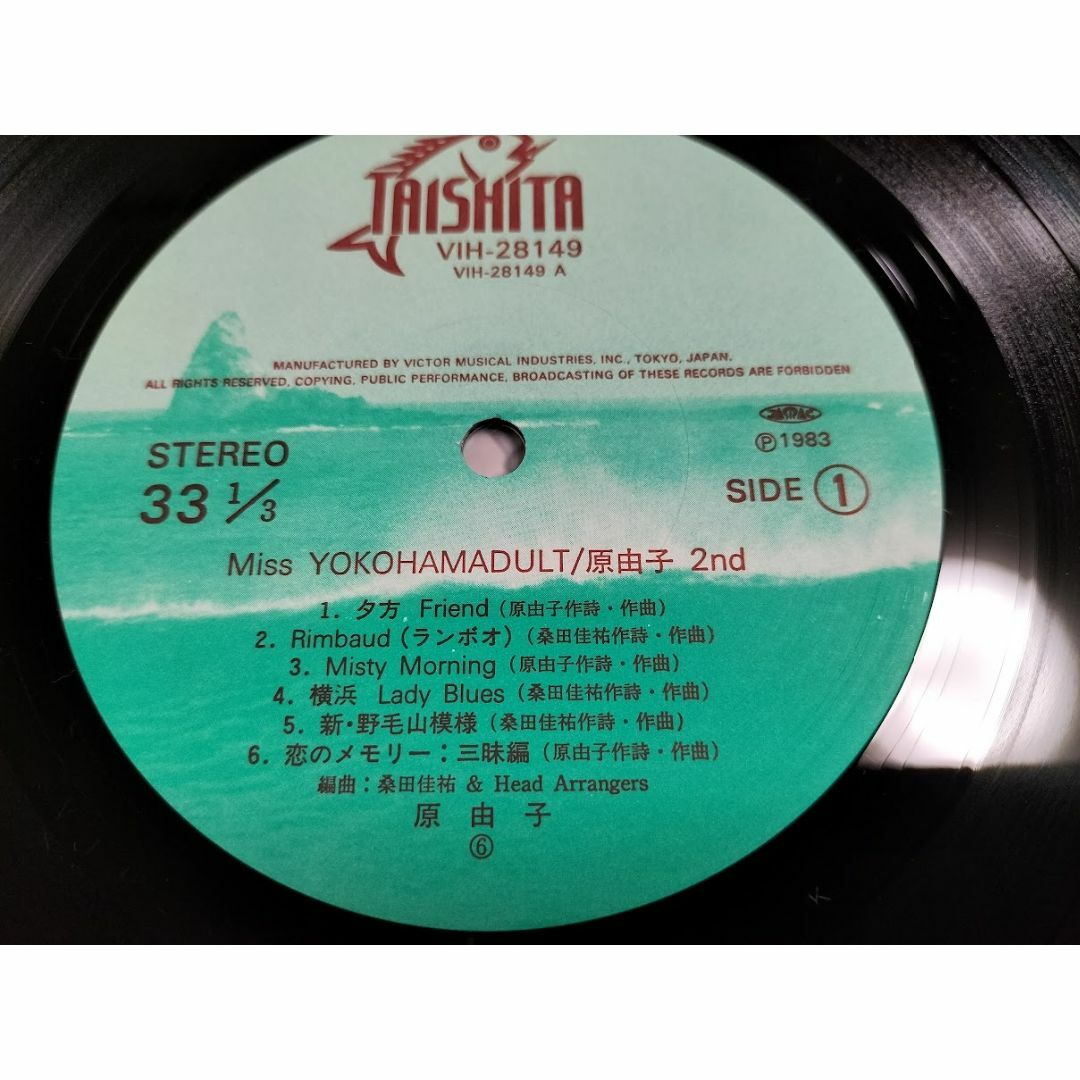 TAISHITA
VIH-28149
VIH-28149 A
MANUFACTURED BY VICTOR MUSICAL INDUSTRIES, INC., TOKYO, JAPAN.
ALL RIGHTS RESERVED, COPYING, PUBLIC PERFORMANCE, BROADCASTING OF THESE RECORDS ARE FORBIDDEN
JASRAC
STEREO
℗1983
33 1/3
SIDE ①
Miss YOKOHAMADULT/原由子 2nd
1. 夕方 Friend (原由子作詩・作曲)
2. Rimbaud (ランボオ) (桑田佳祐作詩・作曲)
3. Misty Morning (原由子作詩・作曲)
4. 横浜 Lady Blues (桑田佳祐作詩・作曲)
5. 新・野毛山模様 (桑田佳祐作詩・作曲)
6. 恋のメモリー：三昧編 (原由子作詩・作曲)
編曲：桑田佳祐 & Head Arrangers
原 由 子
⑥
K